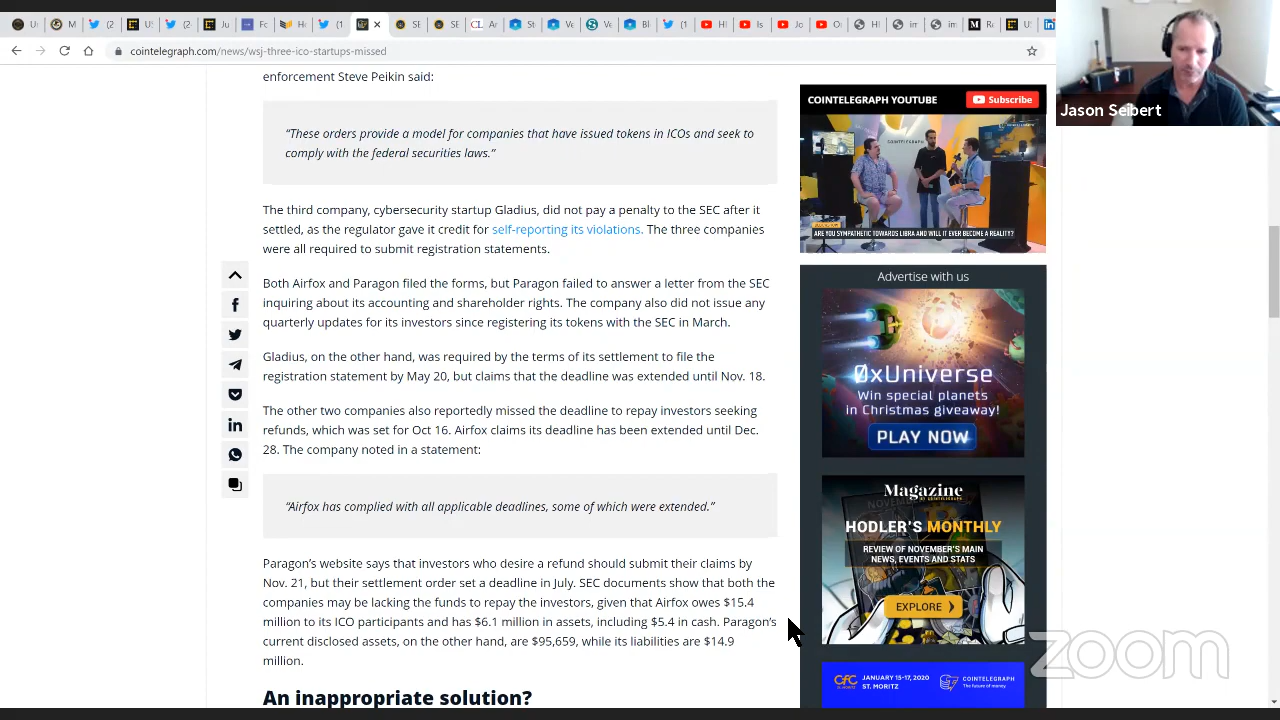 cointelegraph.com/news/wsj-three-ico-startups-missed
enforcement Steve Peikin said:
“These orders provide a model for companies that have issued tokens in ICOs and seek to
comply with the federal securities laws.”
The third company, cybersecurity startup Gladius, did not pay a penalty to the SEC after it
settled, as the regulator gave it credit for self-reporting its violations. The three companies
required to submit registration statements.
Both Airfox and Paragon filed the forms, but Paragon failed to answer a letter from the SEC
inquiring about its accounting and shareholder rights. The company also did not issue any
quarterly updates for its investors since registering its tokens with the SEC in March.
Gladius, on the other hand, was required by the terms of its settlement to file the
registration statement by May 20, but claims that the deadline was extended until Nov. 18.
The other two companies also reportedly missed the deadline to repay investors seeking
refunds, which was set for Oct 16. Airfox claims its deadline has been extended until Dec.
28. The company noted in a statement:
“Airfox has complied with all applicable deadlines, some of which were extended.”
Paragon’s website says that investors who desire a refund should submit their claims by
Nov. 21, but their settlement order set a deadline in July. SEC documents show that both the
companies may be lacking the funds to repay the investors, given that Airfox owes $15.4
million to its ICO participants and has $6.1 million in assets, including $5.4 in cash. Paragon’s
current disclosed assets, on the other hand, are $95,659, while its liabilities are $14.9
million.
An appropriate solution?
COINTELEGRAPH YOUTUBE
Subscribe
COINTELEGRAPH
ARE YOU SYMPATHETIC TOWARDS LIBRA AND WILL IT EVER BECOME A REALITY?
Advertise with us
0xUniverse
Win special planets
in Christmas giveaway!
PLAY NOW
Magazine
HODLER’S MONTHLY
REVIEW OF NOVEMBER’S MAIN
NEWS, EVENTS AND STATS
EXPLORE
CFC
ST. MORITZ
JANUARY 15-17, 2020
ST. MORITZ
COINTELEGRAPH
The future of money
Jason Seibert
zoom